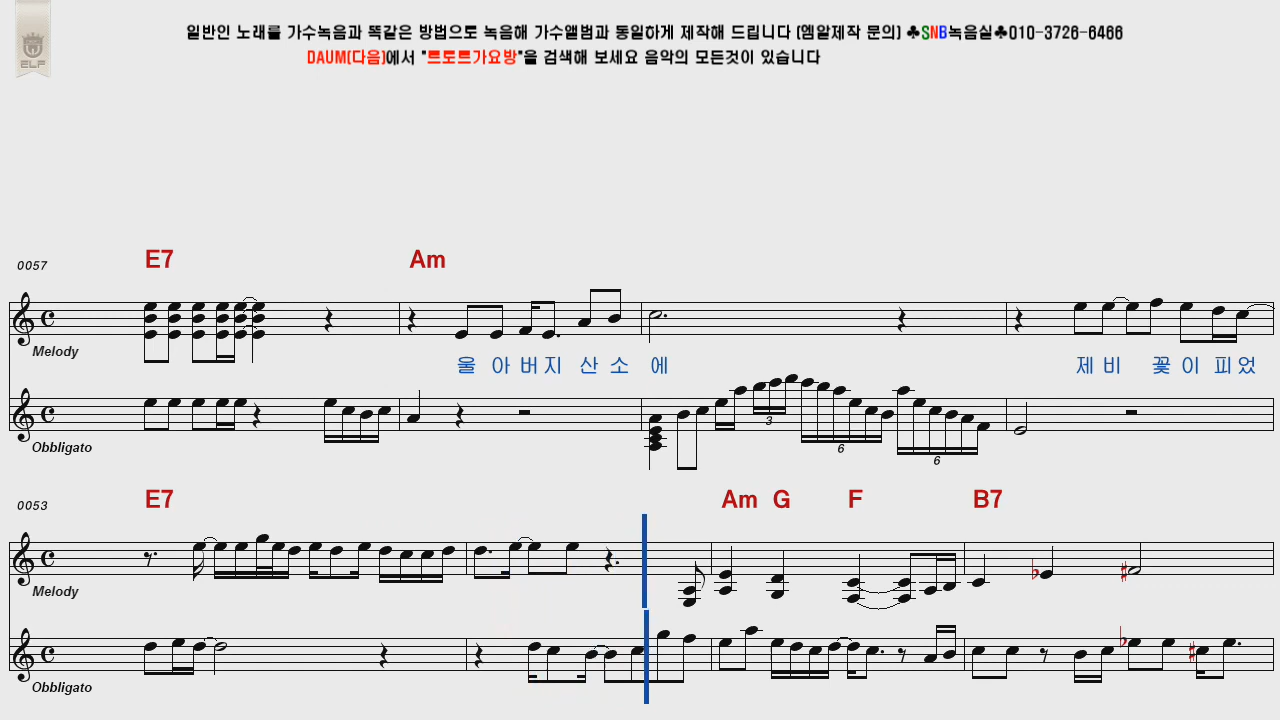 일반인 노래를 가수녹음과 똑같은 방법으로 녹음해 가수앨범과 동일하게 제작해 드립니다 (엠알제작 문의) ♣SNB녹음실♣010-3726-6466
DAUM(다음)에서 "트로트가요방"을 검색해 보세요 음악의 모든것이 있습니다
ELF
0057 E7 Am
Melody
울 아 버 지 산 소 에 제 비 꽃 이 피 었
3
Obbligato 6 6
0053 E7 Am G F B7
Melody
Obbligato